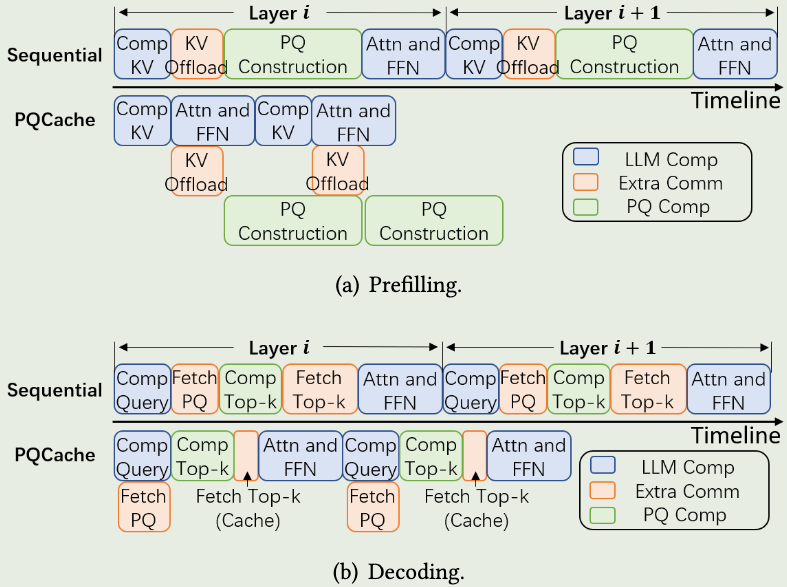 Layer i
Layer i + 1
Sequential
Comp KV
KV Offload
PQ Construction
Attn and FFN
Comp KV
KV Offload
PQ Construction
Attn and FFN
Timeline
PQCache
Comp KV
Attn and FFN
Comp KV
Attn and FFN
KV Offload
KV Offload
PQ Construction
PQ Construction
LLM Comp
Extra Comm
PQ Comp
(a) Prefilling.
Layer i
Layer i + 1
Sequential
Comp Query
Fetch PQ
Comp Top-k
Fetch Top-k
Attn and FFN
Comp Query
Fetch PQ
Comp Top-k
Fetch Top-k
Attn and FFN
Timeline
PQCache
Comp Query
Comp Top-k
Attn and FFN
Comp Query
Comp Top-k
Attn and FFN
Fetch PQ
Fetch Top-k (Cache)
Fetch PQ
Fetch Top-k (Cache)
LLM Comp
Extra Comm
PQ Comp
(b) Decoding.